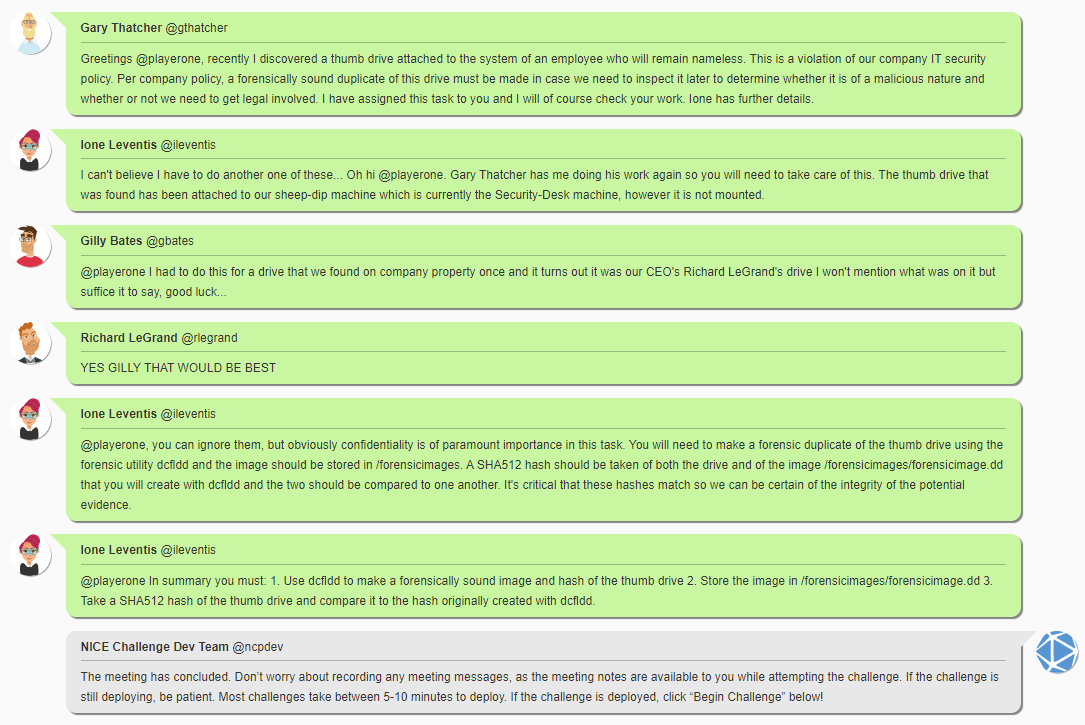 Gary Thatcher @gthatcher
Greetings @playerone, recently I discovered a thumb drive attached to the system of an employee who will remain nameless. This is a violation of our company IT security
policy. Per company policy, a forensically sound duplicate of this drive must be made in case we need to inspect it later to determine whether it is of a malicious nature and
whether or not we need to get legal involved. I have assigned this task to you and I will of course check your work. Ione has further details.
Ione Leventis @ileventis
I can't believe I have to do another one of these... Oh hi @playerone. Gary Thatcher has me doing his work again so you will need to take care of this. The thumb drive that
was found has been attached to our sheep-dip machine which is currently the Security-Desk machine, however it is not mounted.
Gilly Bates @gbates
@playerone I had to do this for a drive that we found on company property once and it turns out it was our CEO's Richard LeGrand's drive I won't mention what was on it but
suffice it to say, good luck...
Richard LeGrand @rlegrand
YES GILLY THAT WOULD BE BEST
Ione Leventis @ileventis
@playerone, you can ignore them, but obviously confidentiality is of paramount importance in this task. You will need to make a forensic duplicate of the thumb drive using the
forensic utility dcfldd and the image should be stored in /forensicimages. A SHA512 hash should be taken of both the drive and of the image /forensicimages/forensicimage.dd
that you will create with dcfldd and the two should be compared to one another. It's critical that these hashes match so we can be certain of the integrity of the potential
evidence.
Ione Leventis @ileventis
@playerone In summary you must: 1. Use dcfldd to make a forensically sound image and hash of the thumb drive 2. Store the image in /forensicimages/forensicimage.dd 3.
Take a SHA512 hash of the thumb drive and compare it to the hash originally created with dcfldd.
NICE Challenge Dev Team @ncpdev
The meeting has concluded. Don't worry about recording any meeting messages, as the meeting notes are available to you while attempting the challenge. If the challenge is
still deploying, be patient. Most challenges take between 5-10 minutes to deploy. If the challenge is deployed, click “Begin Challenge” below!